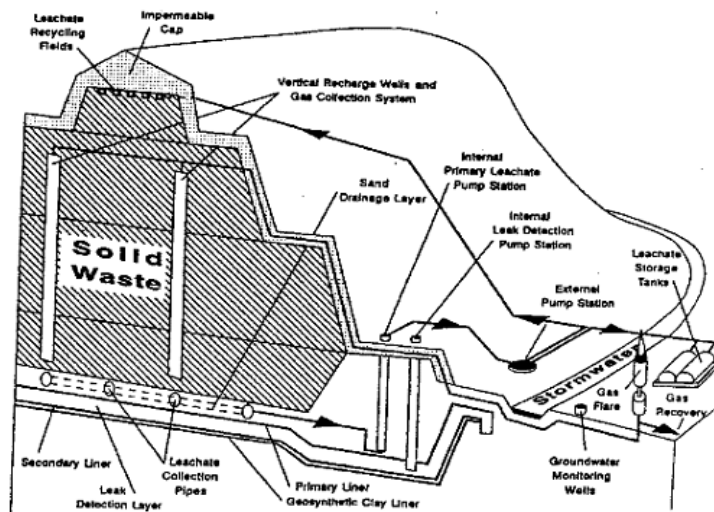 Leachate
Recycling
Fields
Impermeable
Cap
Vertical Recharge Wells and
Gas Collection System
Internal
Primary Leachate
Pump Station
Sand
Drainage Layer
Internal
Leak Detection
Pump Station
Leachate
Storage
Tanks
External
Pump Station
Solid
Waste
Stormwater
Gas
Flare
Gas
Recovery
Secondary Liner
Leak
Detection Layer
Leachate
Collection
Pipes
Primary Liner
Geosynthetic Clay Liner
Groundwater
Monitoring
Wells